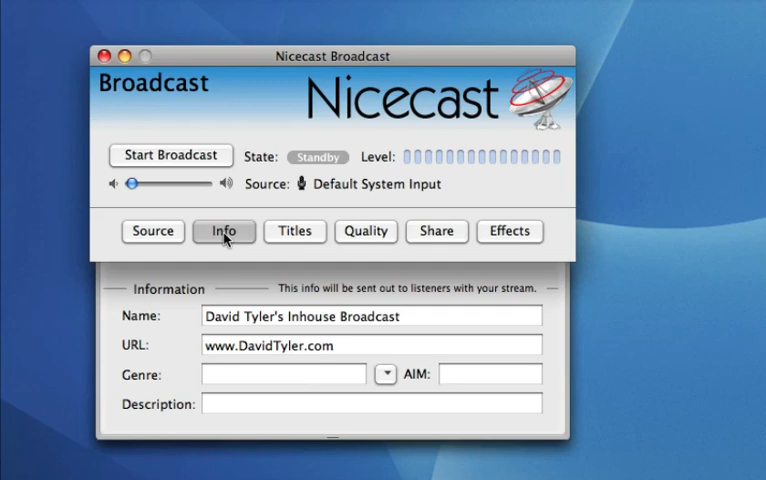 Nicecast Broadcast
Broadcast
Nicecast
Start Broadcast State: Standby Level:
Source: Default System Input
Source Info Titles Quality Share Effects
Information This info will be sent out to listeners with your stream.
Name: David Tyler's Inhouse Broadcast
URL: www.DavidTyler.com
Genre: AIM:
Description: